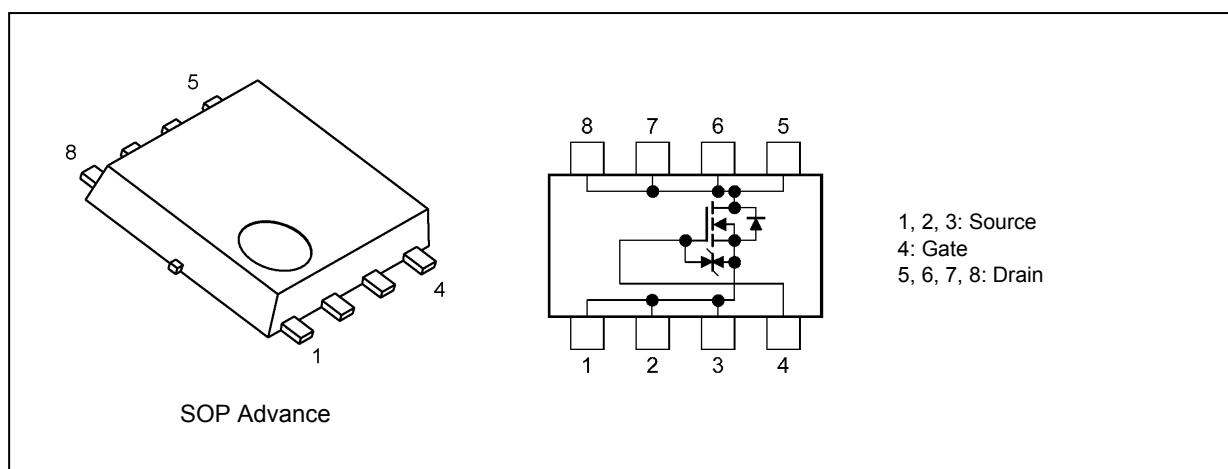 5
8
4
1
SOP Advance
8 7 6 5
1 2 3 4
1, 2, 3: Source
4: Gate
5, 6, 7, 8: Drain